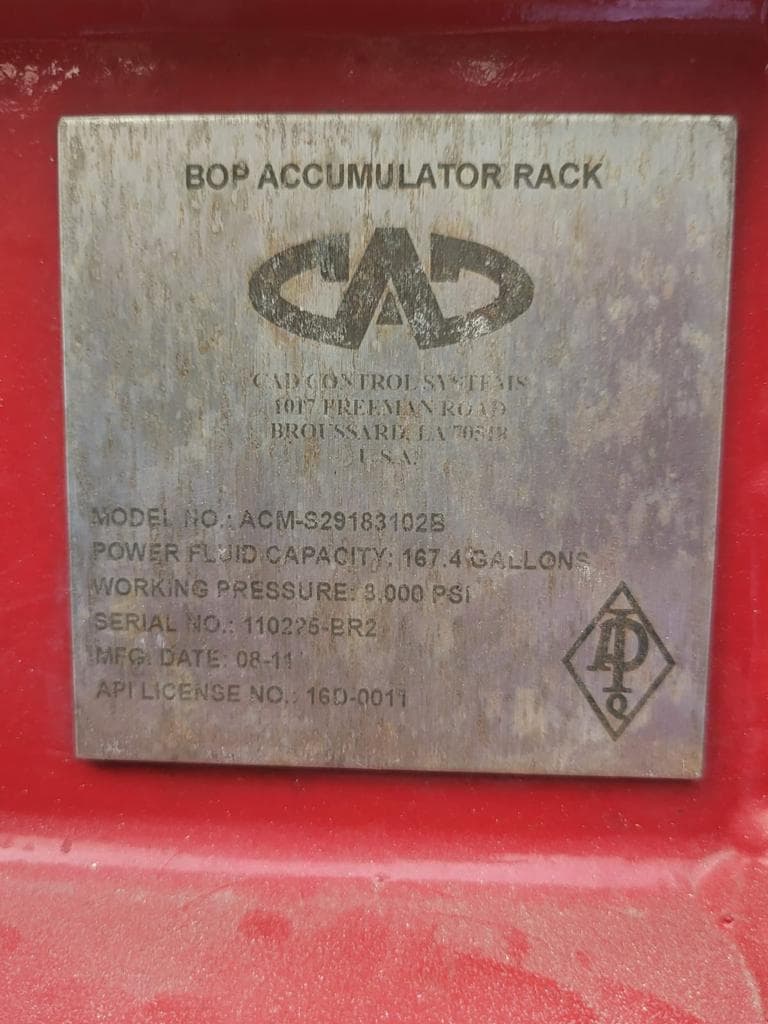 BOP ACCUMULATOR RACK
CAD
CAD CONTROL SYSTEMS
1017 FREEMAN ROAD
BROUSSARD, LA 70518
U.S.A.
MODEL NO.: ACM-S29183102B
POWER FLUID CAPACITY: 167.4 GALLONS
WORKING PRESSURE: 3,000 PSI
SERIAL NO.: 110225-BR2
MFG. DATE: 08-11
API LICENSE NO.: 16D-0011
API
Q